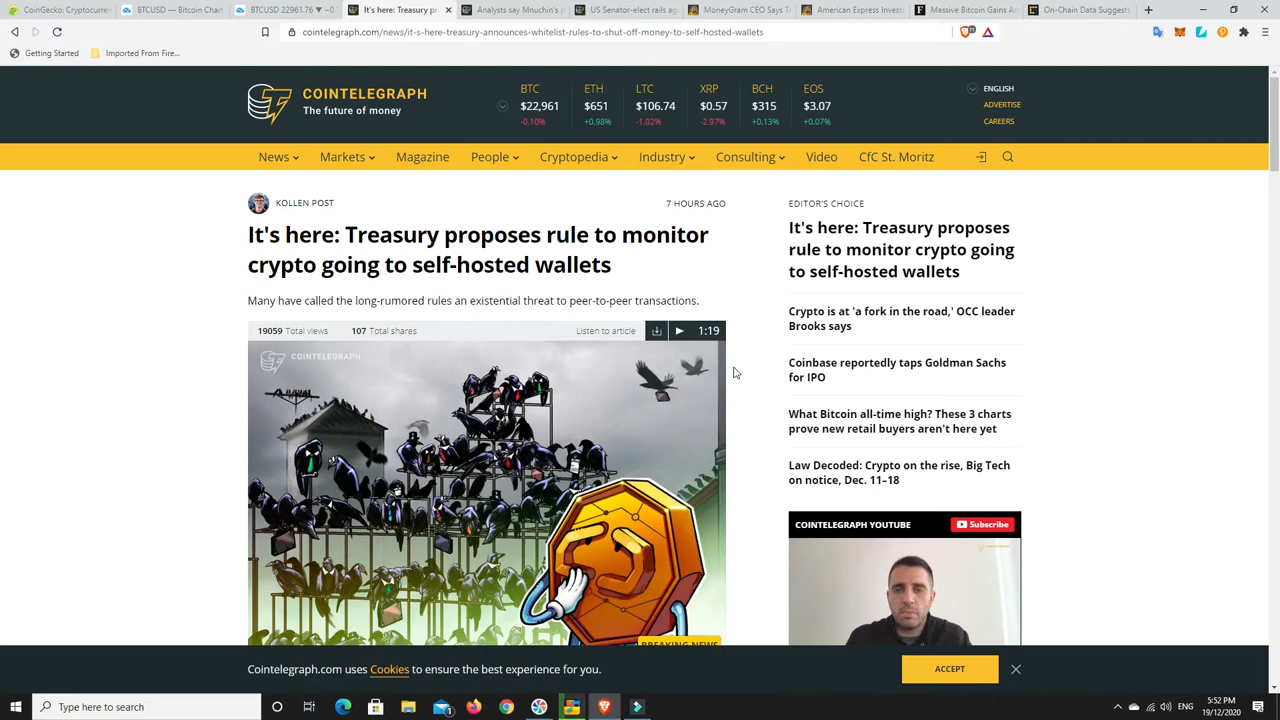 CoinGecko: Cryptocurren
BTCUSD — Bitcoin Chart
BTCUSD 22961.76 ▼ −0.
It's here: Treasury pr
Analysts say Mnuchin's p
US Senator-elect rails ag
MoneyGram CEO Says T
American Express Invest
Massive Bitcoin Gains Ar
On-Chain Data Suggests
cointelegraph.com/news/it-s-here-treasury-announces-whitelist-rules-to-shut-off-money-to-self-hosted-wallets
Getting Started
Imported From Fire...
COINTELEGRAPH
The future of money
BTC ETH LTC XRP BCH EOS
$22,961 $651 $106.74 $0.57 $315 $3.07
-0.10% +0.98% -1.02% -2.97% +0.13% +0.07%
ENGLISH
ADVERTISE
CAREERS
News Markets Magazine People Cryptopedia Industry Consulting Video CfC St. Moritz
KOLLEN POST
7 HOURS AGO
It's here: Treasury proposes rule to monitor
crypto going to self-hosted wallets
Many have called the long-rumored rules an existential threat to peer-to-peer transactions.
19059 Total views 107 Total shares Listen to article 1:19
COINTELEGRAPH
BREAKING NEWS
EDITOR'S CHOICE
It's here: Treasury proposes
rule to monitor crypto going
to self-hosted wallets
Crypto is at 'a fork in the road,' OCC leader
Brooks says
Coinbase reportedly taps Goldman Sachs
for IPO
What Bitcoin all-time high? These 3 charts
prove new retail buyers aren't here yet
Law Decoded: Crypto on the rise, Big Tech
on notice, Dec. 11–18
COINTELEGRAPH YOUTUBE
Subscribe
Cointelegraph.com uses Cookies to ensure the best experience for you.
ACCEPT
Type here to search
ENG
5:52 PM
19/12/2020